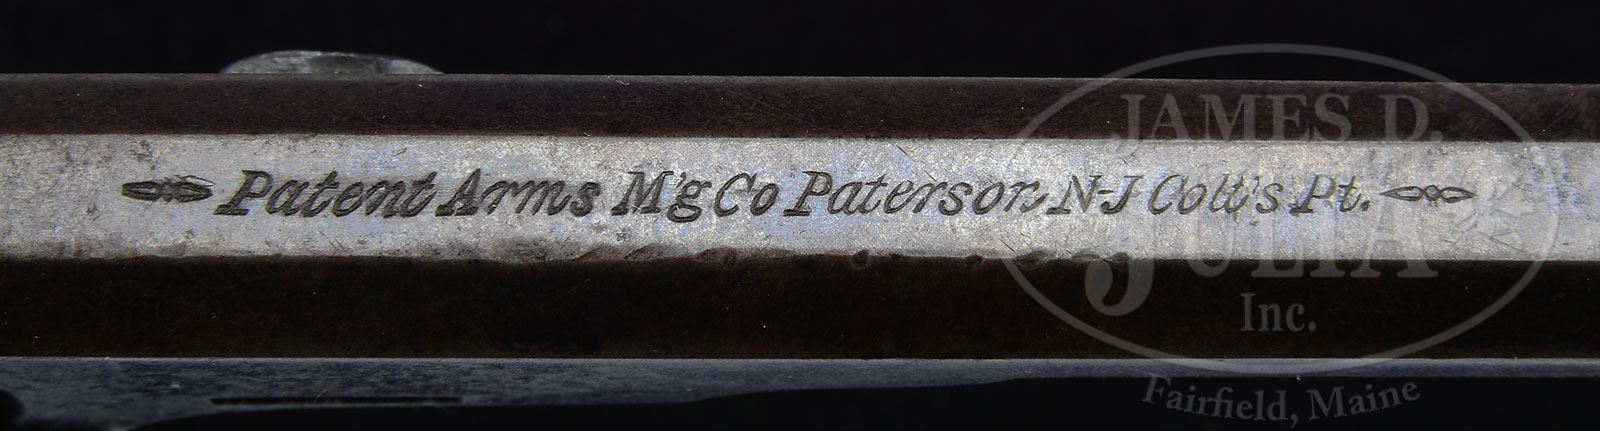 Patent Arms M'g Co Paterson N-J Colt's Pt.
JAMES D.
JULIA
Inc.
Fairfield, Maine